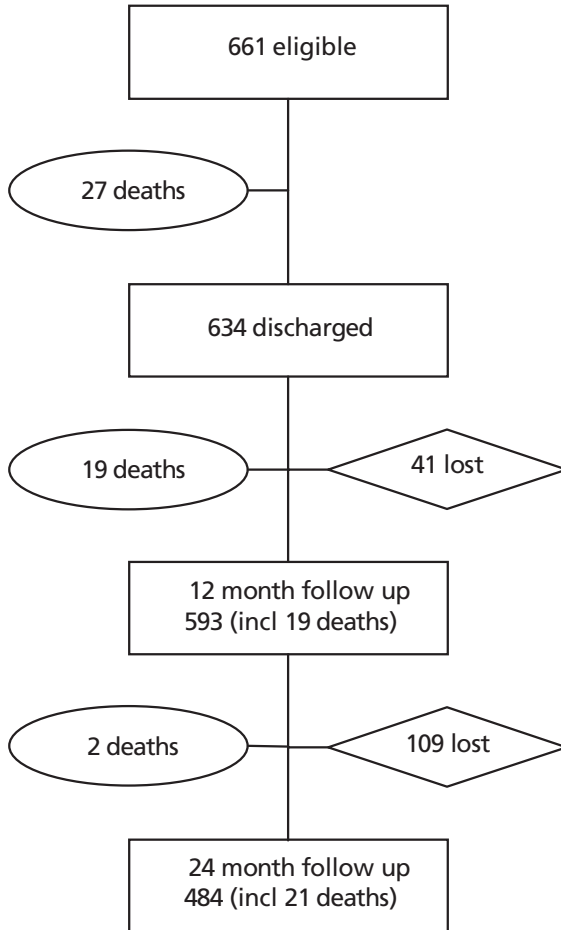 661 eligible
27 deaths
634 discharged
19 deaths
41 lost
12 month follow up
593 (incl 19 deaths)
2 deaths
109 lost
24 month follow up
484 (incl 21 deaths)